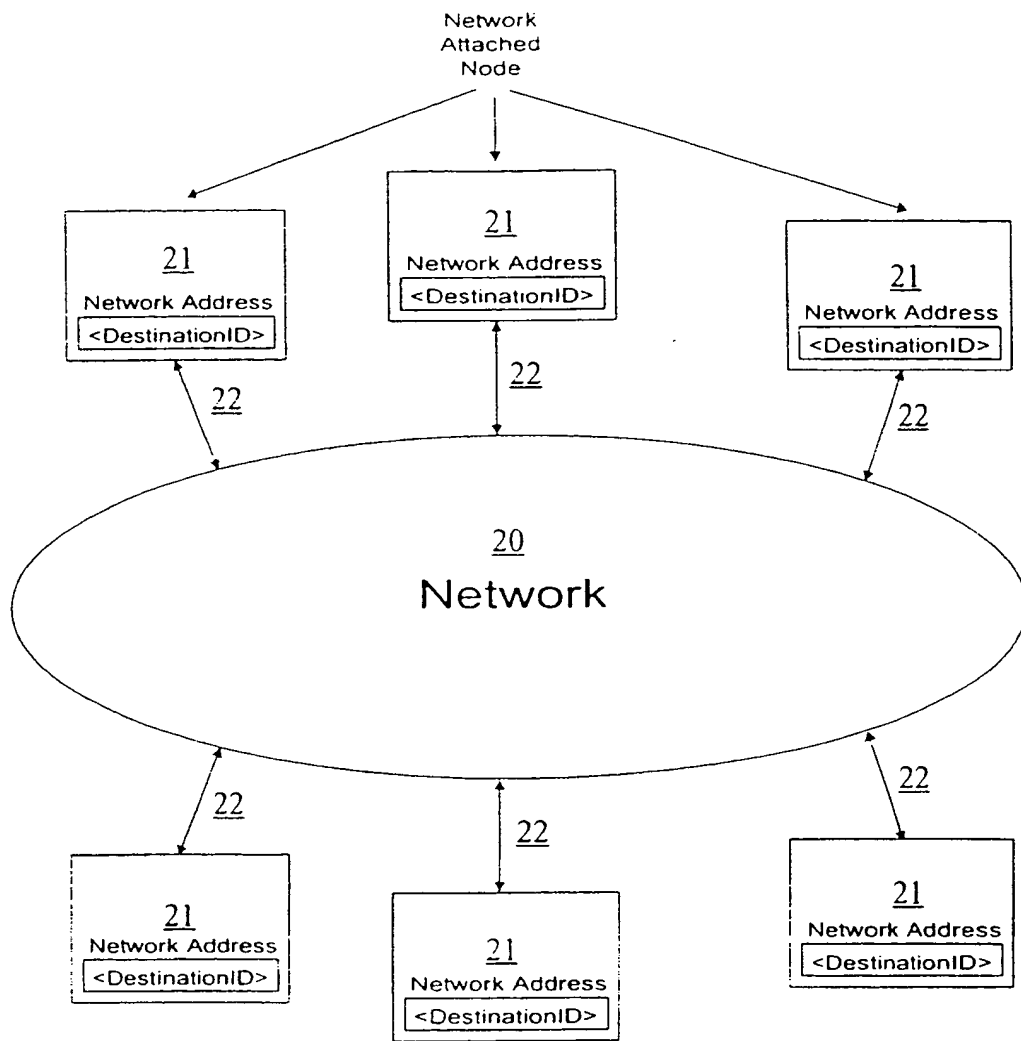 Network
Attached
Node
21
Network Address
<DestinationID>
21
Network Address
<DestinationID>
21
Network Address
<DestinationID>
22
22
22
20
Network
22
22
22
21
Network Address
<DestinationID>
21
Network Address
<DestinationID>
21
Network Address
<DestinationID>